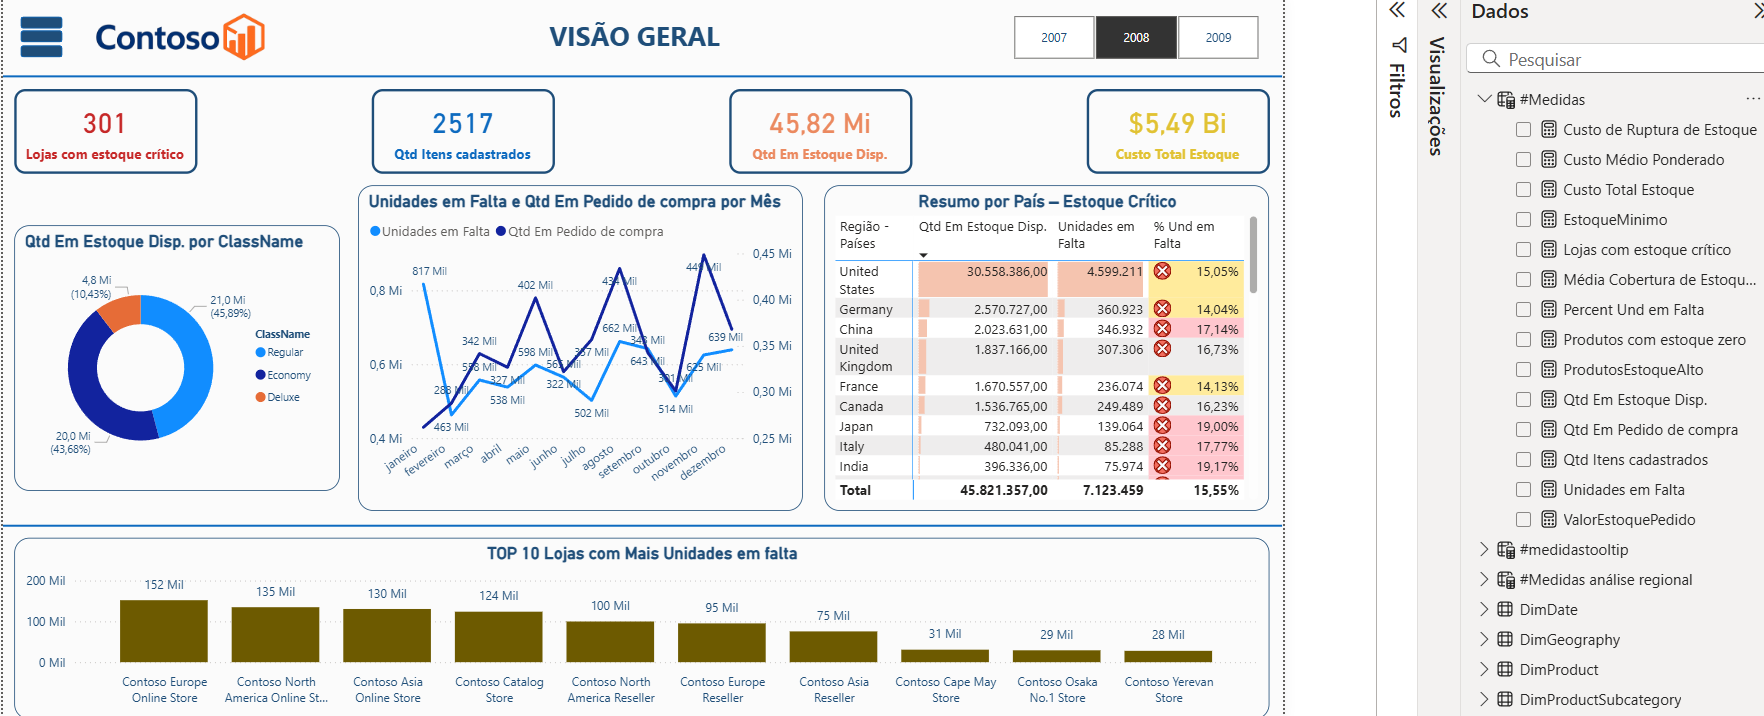 Contoso
VISÃO GERAL
2007
2008
2009
301
Lojas com estoque crítico
2517
Qtd Itens cadastrados
45,82 Mi
Qtd Em Estoque Disp.
$5,49 Bi
Custo Total Estoque
Qtd Em Estoque Disp. por ClassName
4,8 Mi
(10,43%)
21,0 Mi
(45,89%)
20,0 Mi
(43,68%)
ClassName
Regular
Economy
Deluxe
Unidades em Falta e Qtd Em Pedido de compra por Mês
Unidades em Falta
Qtd Em Pedido de compra
0,8 Mi
0,6 Mi
0,4 Mi
0,45 Mi
0,40 Mi
0,35 Mi
0,30 Mi
0,25 Mi
817 Mil
463 Mil
342 Mil
327 Mil
538 Mil
402 Mil
598 Mil
322 Mil
502 Mil
662 Mil
643 Mil
514 Mil
625 Mil
639 Mil
janeiro
fevereiro
março
abril
maio
junho
julho
agosto
setembro
outubro
novembro
dezembro
Resumo por País – Estoque Crítico
Região - Qtd Em Estoque Disp. Unidades em % Und em
Países Falta Falta
United 30.558.386,00 4.599.211 15,05%
States
Germany 2.570.727,00 360.923 14,04%
China 2.023.631,00 346.932 17,14%
United 1.837.166,00 307.306 16,73%
Kingdom
France 1.670.557,00 236.074 14,13%
Canada 1.536.765,00 249.489 16,23%
Japan 732.093,00 139.064 19,00%
Italy 480.041,00 85.288 17,77%
India 396.336,00 75.974 19,17%
Total 45.821.357,00 7.123.459 15,55%
TOP 10 Lojas com Mais Unidades em falta
200 Mil
100 Mil
0 Mil
152 Mil
135 Mil
130 Mil
124 Mil
100 Mil
95 Mil
75 Mil
31 Mil
29 Mil
28 Mil
Contoso Europe
Online Store
Contoso North
America Online St...
Contoso Asia
Online Store
Contoso Catalog
Store
Contoso North
America Reseller
Contoso Europe
Reseller
Contoso Asia
Reseller
Contoso Cape May
Store
Contoso Osaka
No.1 Store
Contoso Yerevan
Store
Filtros
Visualizações
Dados
Pesquisar
#Medidas
Custo de Ruptura de Estoque
Custo Médio Ponderado
Custo Total Estoque
EstoqueMinimo
Lojas com estoque crítico
Média Cobertura de Estoqu...
Percent Und em Falta
Produtos com estoque zero
ProdutosEstoqueAlto
Qtd Em Estoque Disp.
Qtd Em Pedido de compra
Qtd Itens cadastrados
Unidades em Falta
ValorEstoquePedido
#medidastooltip
#Medidas análise regional
DimDate
DimGeography
DimProduct
DimProductSubcategory